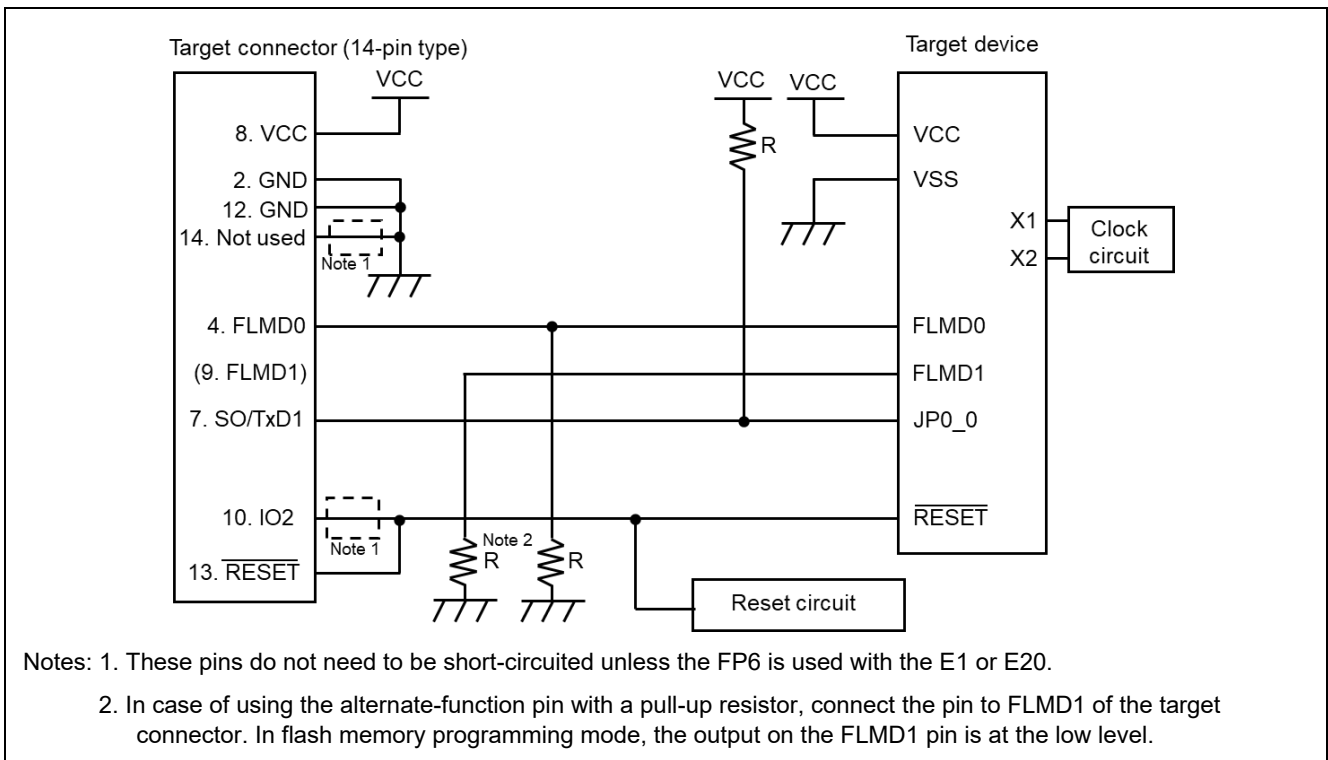 Target connector (14-pin type)
Target device
VCC
VCC
VCC
8. VCC
R
VCC
2. GND
VSS
12. GND
14. Not used
Note 1
X1
X2
Clock
circuit
4. FLMD0
FLMD0
(9. FLMD1)
FLMD1
7. SO/TxD1
JP0_0
10. IO2
Note 1
RESET
13. RESET
Note 2
R
R
Reset circuit
Notes: 1. These pins do not need to be short-circuited unless the FP6 is used with the E1 or E20.
2. In case of using the alternate-function pin with a pull-up resistor, connect the pin to FLMD1 of the target
connector. In flash memory programming mode, the output on the FLMD1 pin is at the low level.